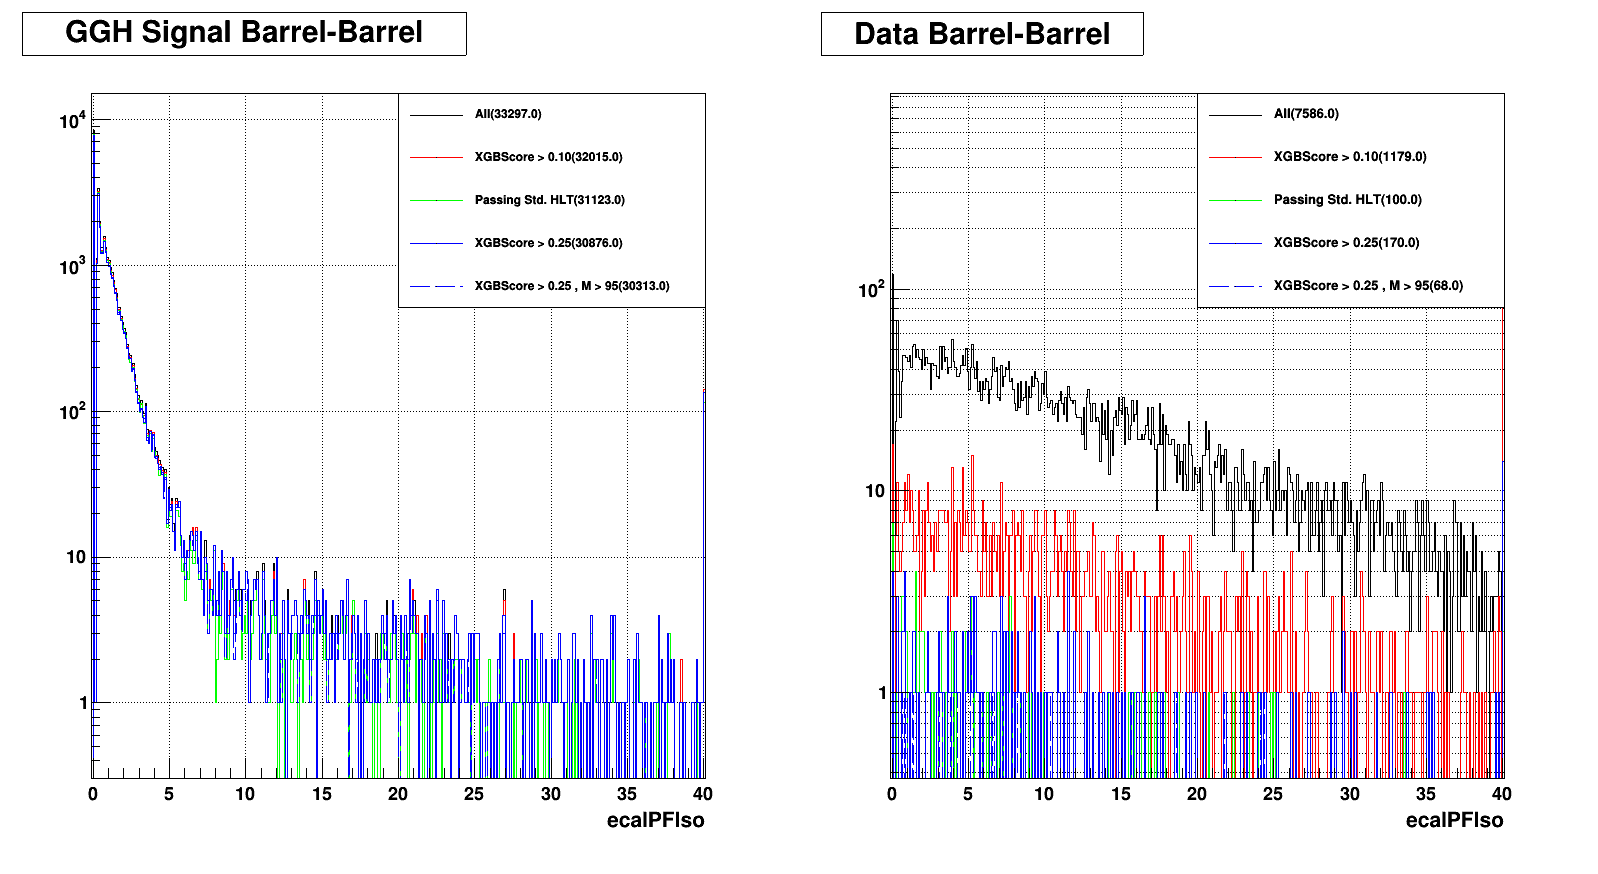 GGH Signal Barrel-Barrel
All(33297.0)
XGBScore > 0.10(32015.0)
Passing Std. HLT(31123.0)
XGBScore > 0.25(30876.0)
XGBScore > 0.25 , M > 95(30313.0)
10^4
10^3
10^2
10
1
0 5 10 15 20 25 30 35 40
ecalPFIso
Data Barrel-Barrel
All(7586.0)
XGBScore > 0.10(1179.0)
Passing Std. HLT(100.0)
XGBScore > 0.25(170.0)
XGBScore > 0.25 , M > 95(68.0)
10^2
10
1
0 5 10 15 20 25 30 35 40
ecalPFIso